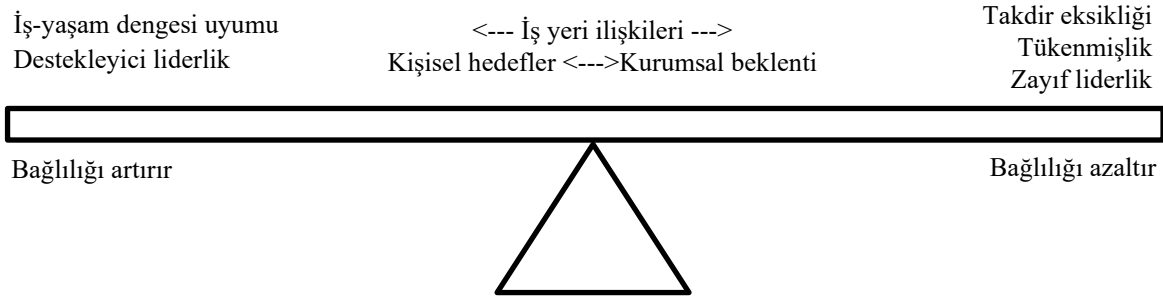 İş-yaşam dengesi uyumu
Destekleyici liderlik
<--- İş yeri ilişkileri --->
Kişisel hedefler <--->Kurumsal beklenti
Takdir eksikliği
Tükenmişlik
Zayıf liderlik
Bağlılığı artırır
Bağlılığı azaltır